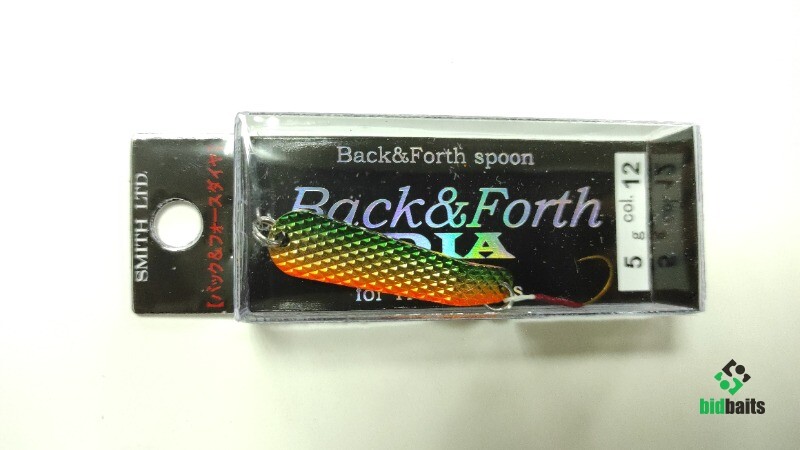 SMITH LTD.
[バック&フォースダイヤ]
Back&Forth spoon
Back&Forth
DIA
for
5 g col. 12
bidbaits